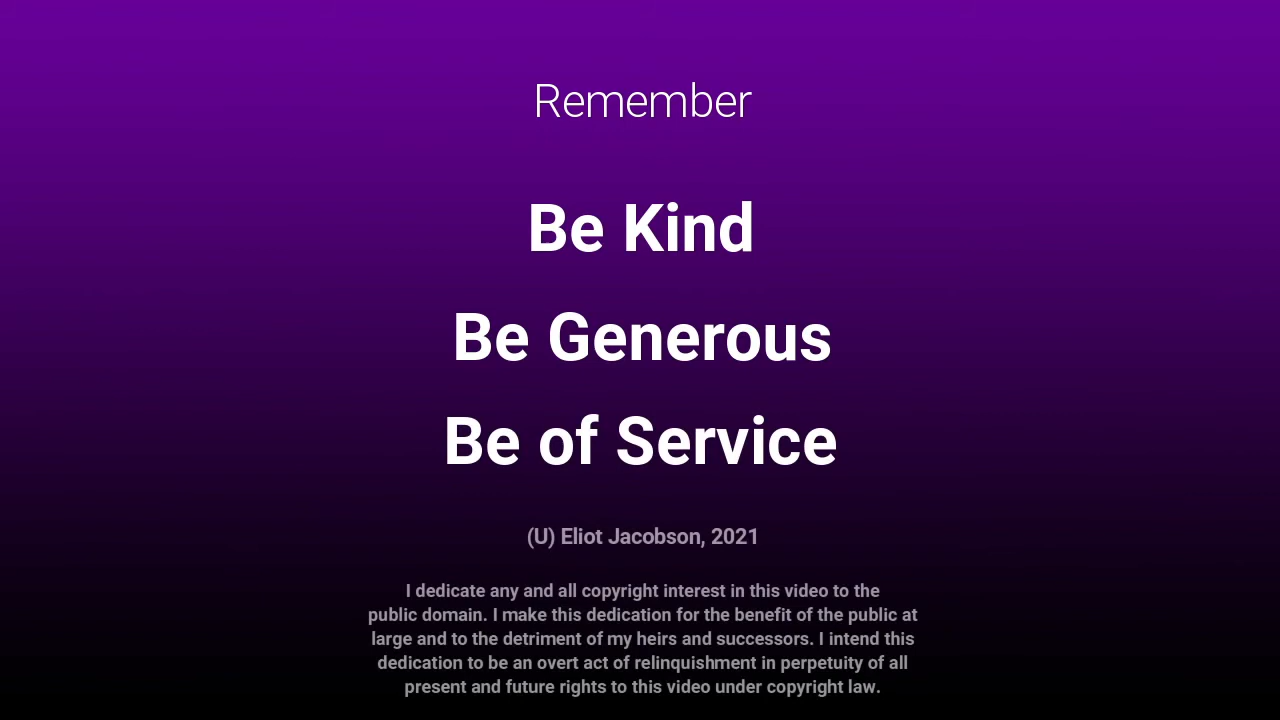 Remember
Be Kind
Be Generous
Be of Service
(U) Eliot Jacobson, 2021
I dedicate any and all copyright interest in this video to the
public domain. I make this dedication for the benefit of the public at
large and to the detriment of my heirs and successors. I intend this
dedication to be an overt act of relinquishment in perpetuity of all
present and future rights to this video under copyright law.